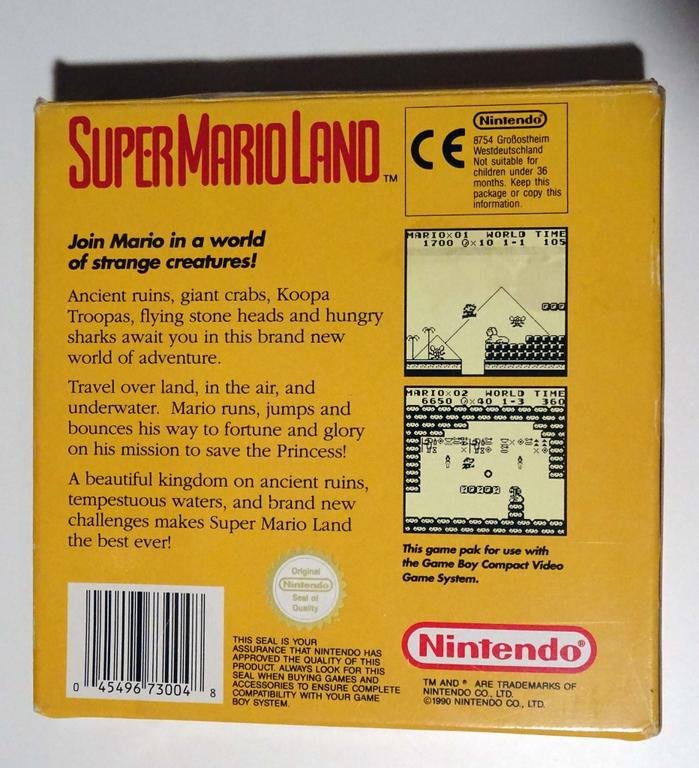 SUPER MARIO LAND™
CE
Nintendo®
8754 Großostheim
Westdeutschland
Not suitable for
children under 36
months. Keep this
package or copy this
information.
Join Mario in a world
of strange creatures!
Ancient ruins, giant crabs, Koopa
Troopas, flying stone heads and hungry
sharks await you in this brand new
world of adventure.
Travel over land, in the air, and
underwater. Mario runs, jumps and
bounces his way to fortune and glory
on his mission to save the Princess!
A beautiful kingdom on ancient ruins,
tempestuous waters, and brand new
challenges makes Super Mario Land
the best ever!
MARIO×01 WORLD TIME
1700 ×10 1-1 105
MARIO×02 WORLD TIME
6650 ×40 1-3 360
This game pak for use with
the Game Boy Compact Video
Game System.
Original
Nintendo
Seal of
Quality
0 45496 73004 8
THIS SEAL IS YOUR
ASSURANCE THAT NINTENDO HAS
APPROVED THE QUALITY OF THIS
PRODUCT. ALWAYS LOOK FOR THIS
SEAL WHEN BUYING GAMES AND
ACCESSORIES TO ENSURE COMPLETE
COMPATIBILITY WITH YOUR GAME
BOY SYSTEM.
Nintendo®
TM AND ® ARE TRADEMARKS OF
NINTENDO CO., LTD.
©1990 NINTENDO CO., LTD.